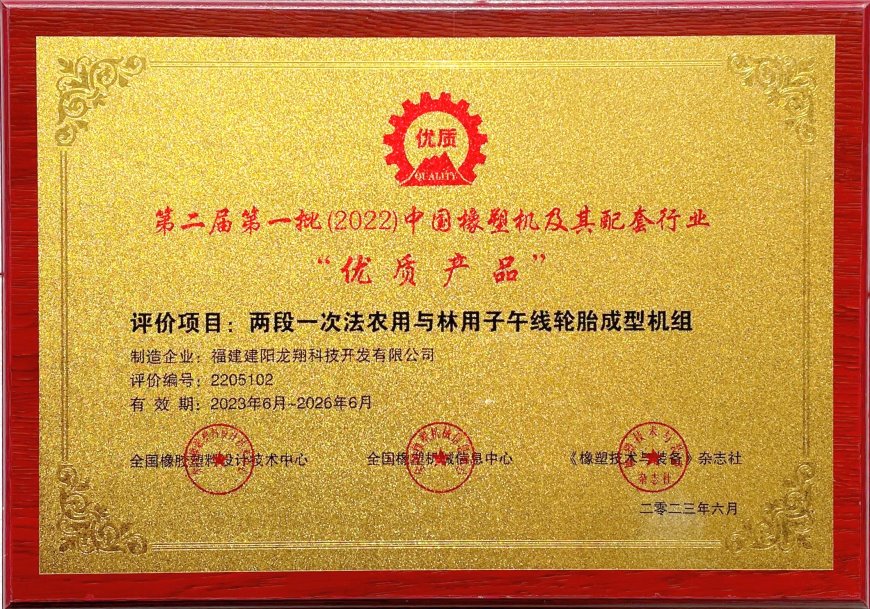 优质
QUALITY
第二届第一批(2022)中国橡塑机及其配套行业
“优质产品”
评价项目：两段一次法农用与林用子午线轮胎成型机组
制造企业：福建建阳龙翔科技开发有限公司
评价编号：2205102
有 效 期：2023年6月~2026年6月
全国橡胶塑料设计技术中心
全国橡塑机械信息中心
《橡塑技术与装备》杂志社
杂志社
二零二三年六月